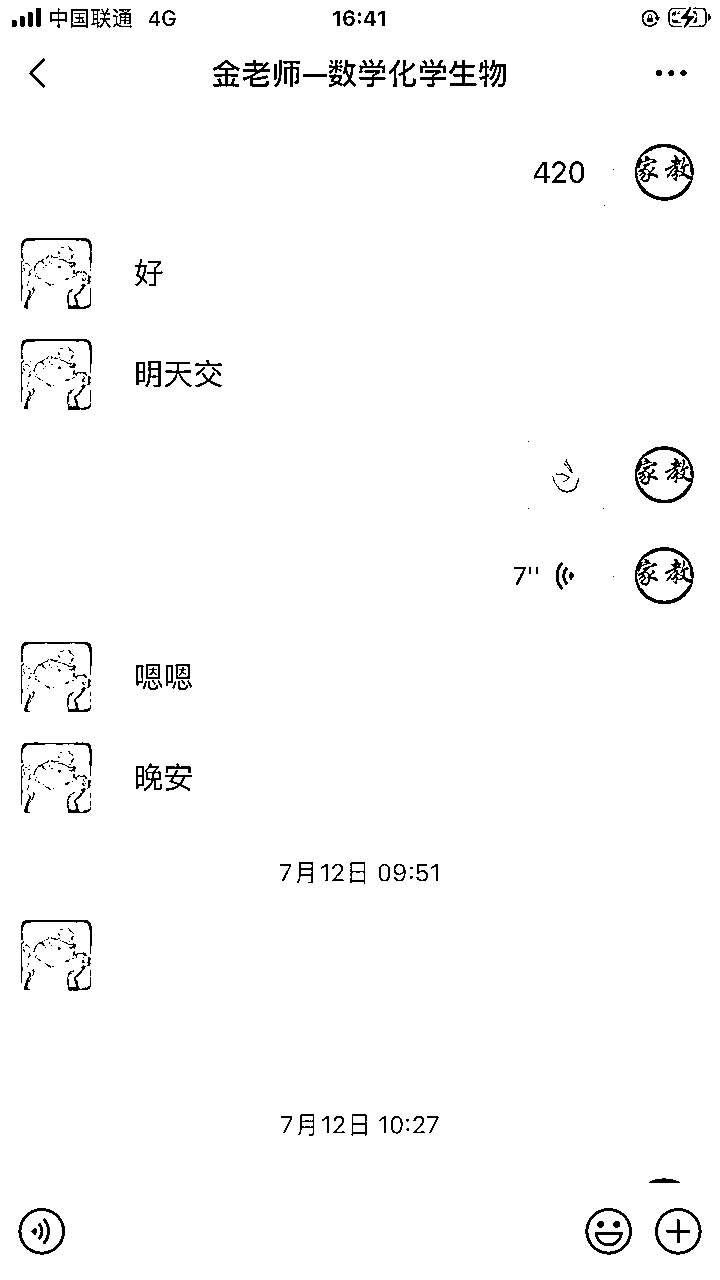 中国联通 4G 16:41
金老师—数学化学生物
420
家教
好
明天交
家教
7''
家教
嗯嗯
晚安
7月12日 09:51
7月12日 10:27